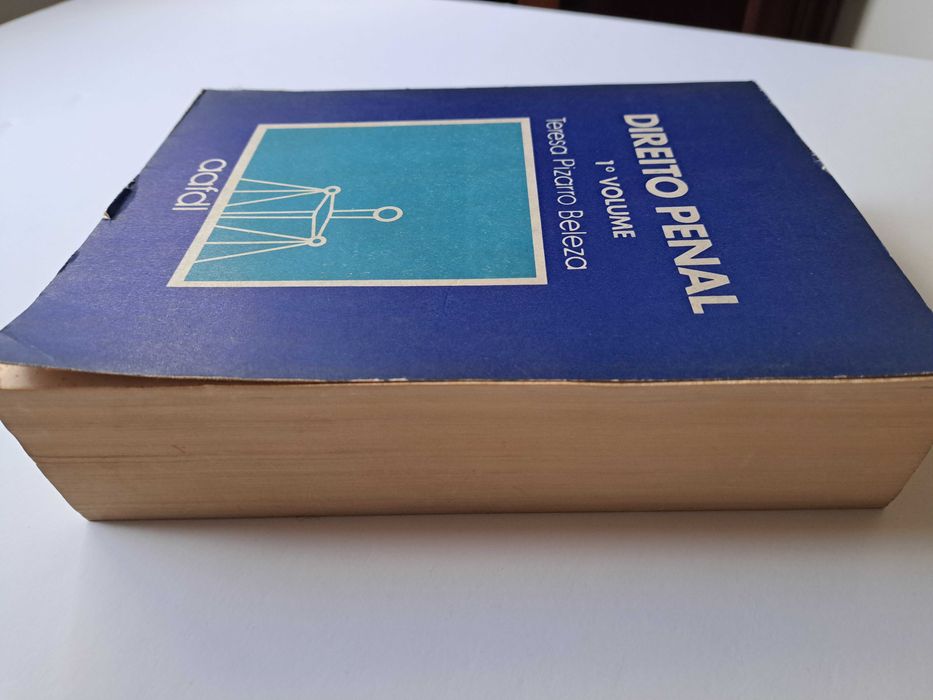 DIREITO PENAL
1º VOLUME
Teresa Pizarro Beleza
aafdl